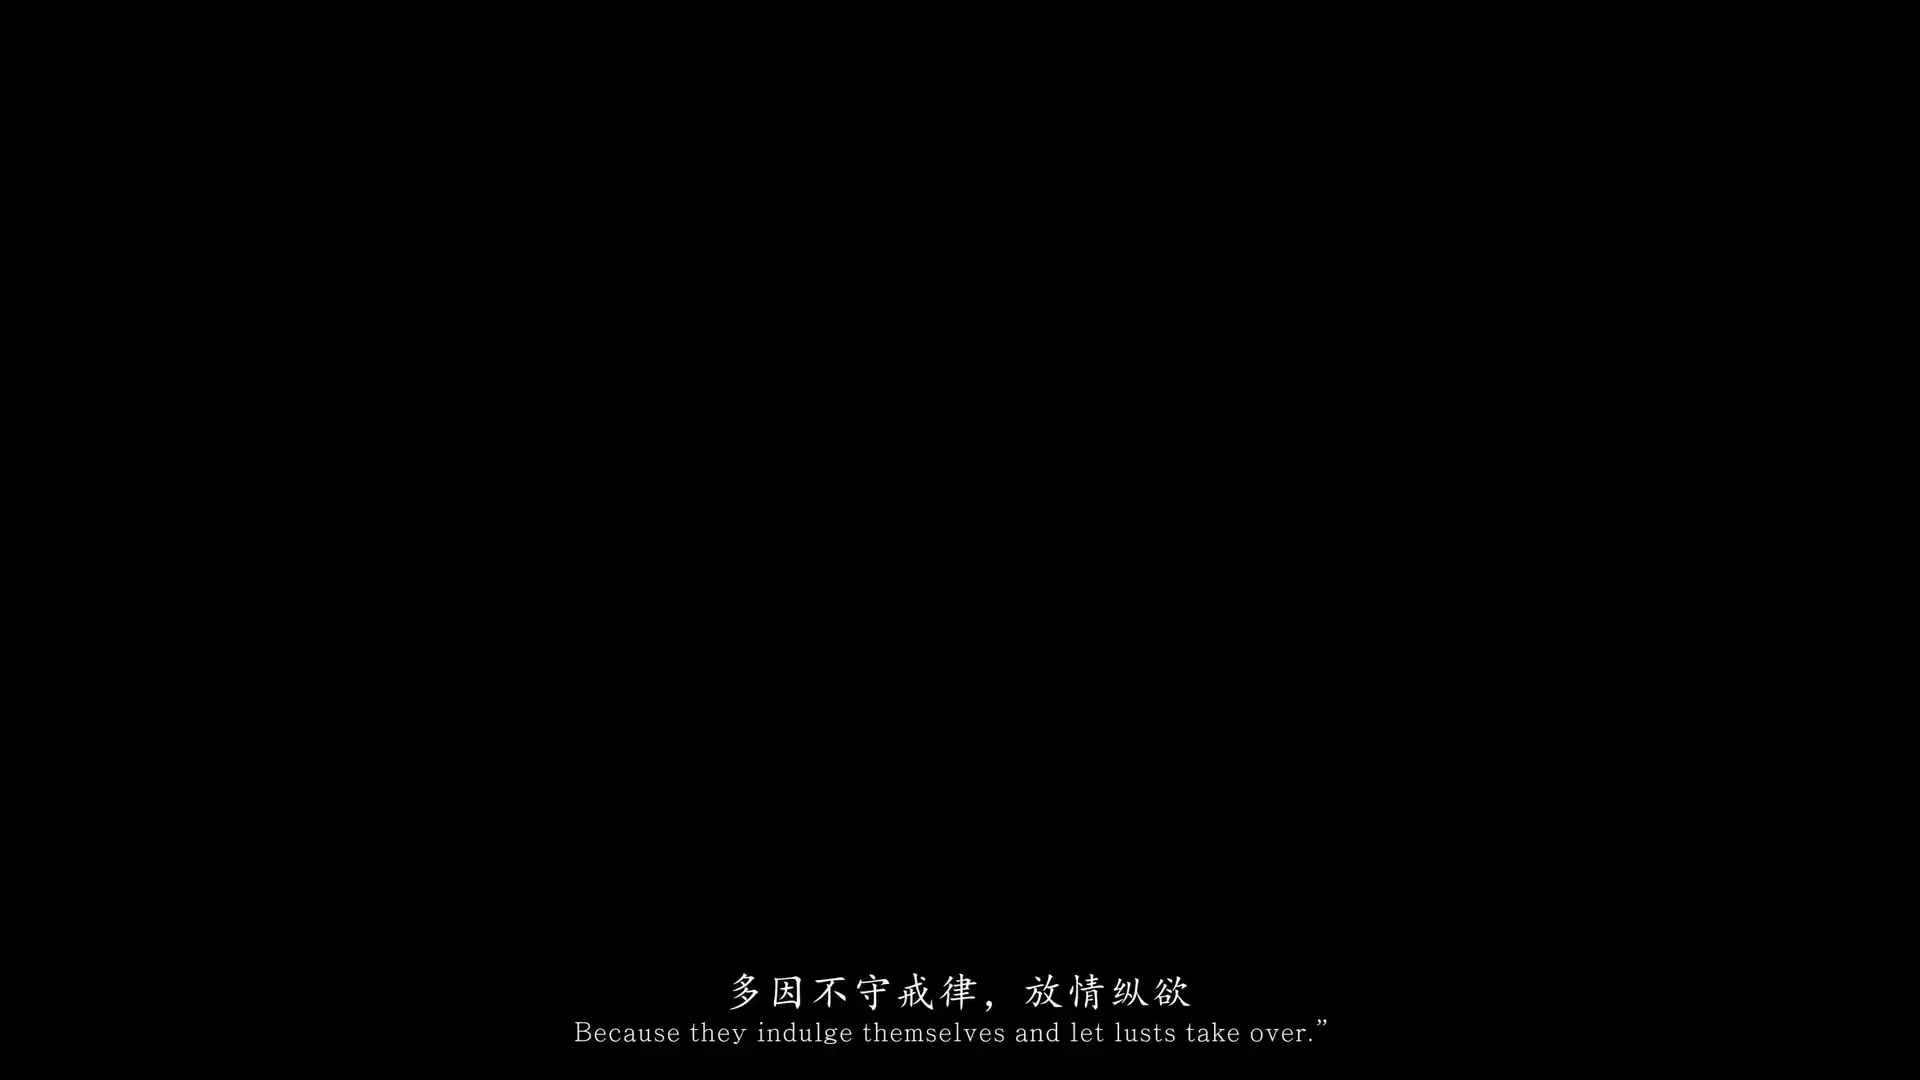 多因不守戒律，放情纵欲
Because they indulge themselves and let lusts take over.”